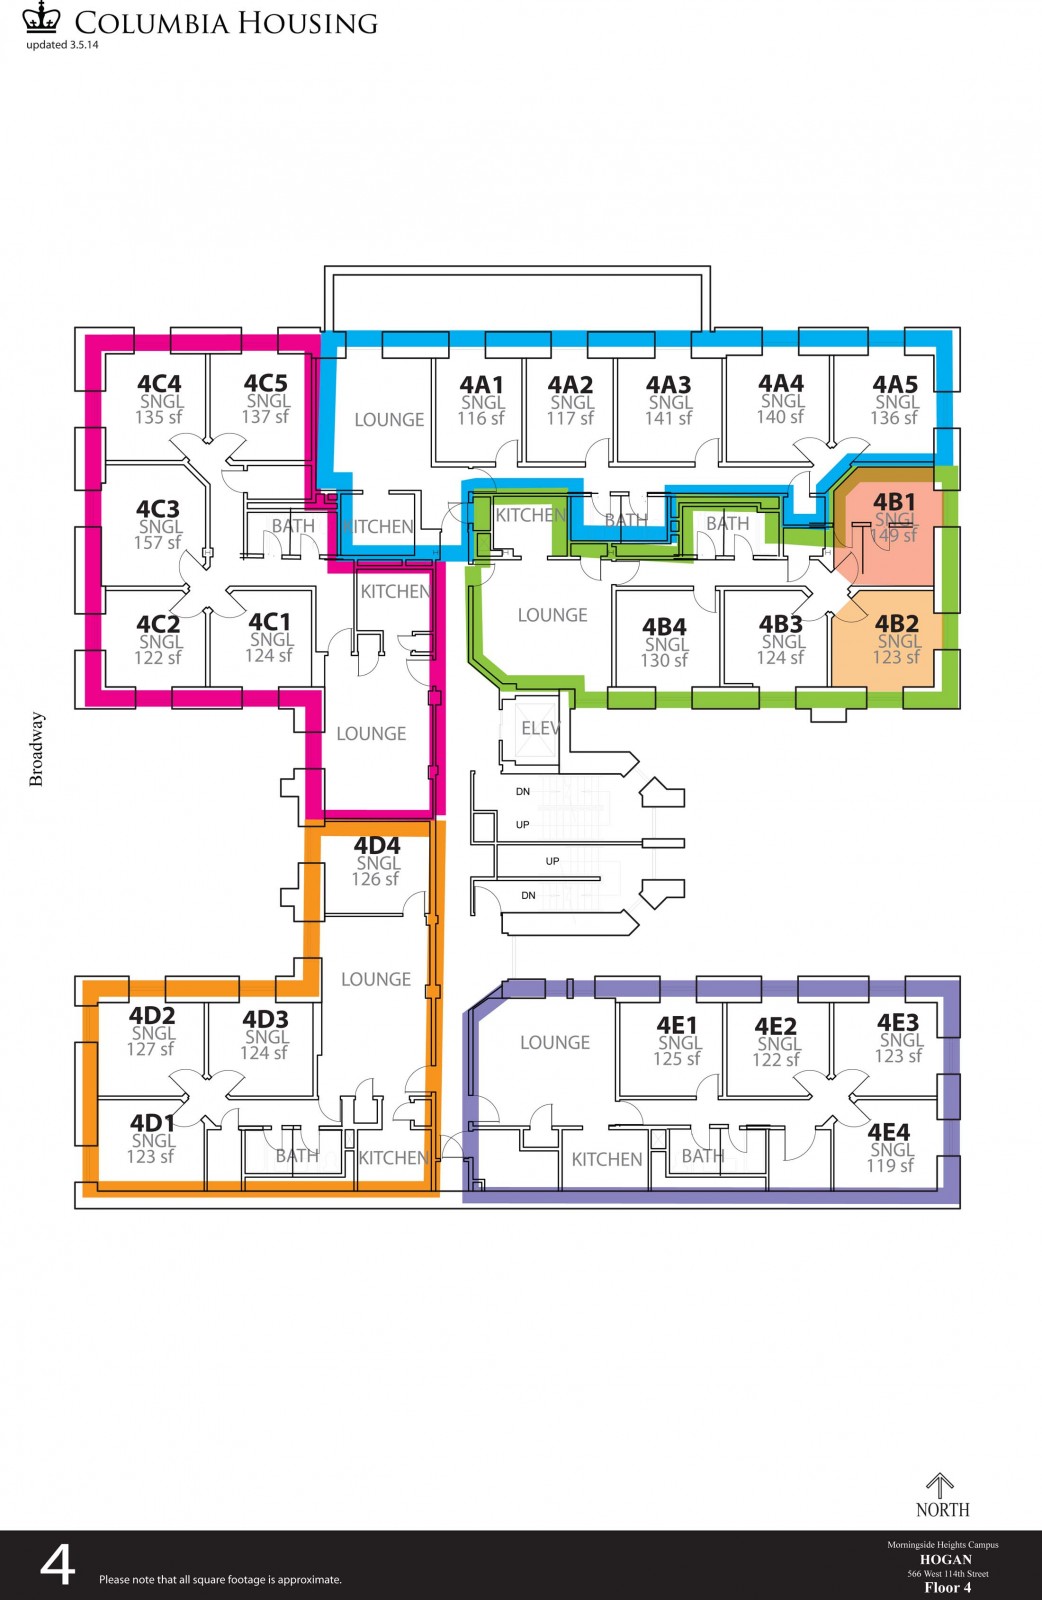 COLUMBIA HOUSING
updated 3.5.14
4C4
SNGL
135 sf
4C5
SNGL
137 sf
LOUNGE
4A1
SNGL
116 sf
4A2
SNGL
117 sf
4A3
SNGL
141 sf
4A4
SNGL
140 sf
4A5
SNGL
136 sf
4C3
SNGL
157 sf
BATH
KITCHEN
KITCHEN
BATH
BATH
4B1
SNGL
149 sf
4C2
SNGL
122 sf
4C1
SNGL
124 sf
KITCHEN
LOUNGE
4B4
SNGL
130 sf
4B3
SNGL
124 sf
4B2
SNGL
123 sf
Broadway
LOUNGE
ELEV
DN
UP
UP
DN
4D4
SNGL
126 sf
LOUNGE
4D2
SNGL
127 sf
4D3
SNGL
124 sf
LOUNGE
4E1
SNGL
125 sf
4E2
SNGL
122 sf
4E3
SNGL
123 sf
4D1
SNGL
123 sf
BATH
KITCHEN
KITCHEN
BATH
4E4
SNGL
119 sf
NORTH
4
Please note that all square footage is approximate.
Morningside Heights Campus
HOGAN
566 West 114th Street
Floor 4